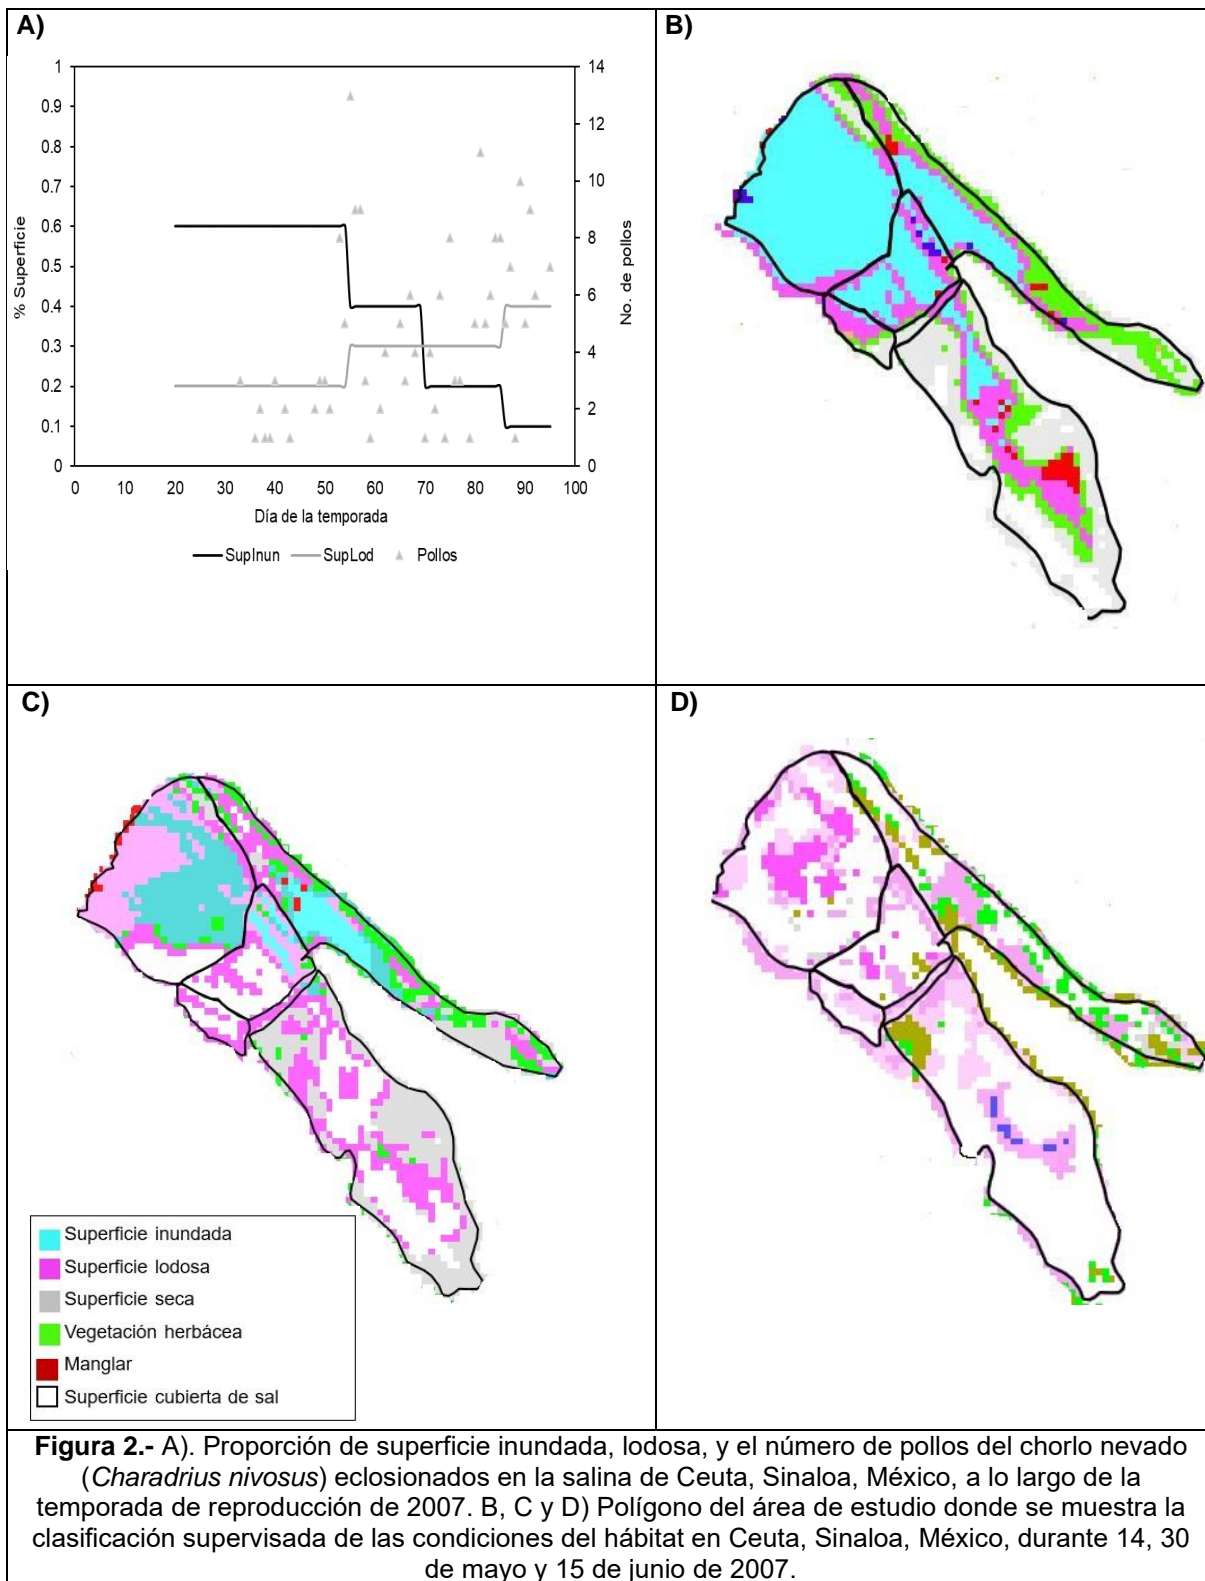 A)
1
0.9
0.8
0.7
0.6
0.5
0.4
0.3
0.2
0.1
0
% Superficie
14
12
10
8
6
4
2
0
No. de pollos
0 10 20 30 40 50 60 70 80 90 100
Día de la temporada
SupInun SupLod Pollos
B)
C)
Superficie inundada
Superficie lodosa
Superficie seca
Vegetación herbácea
Manglar
Superficie cubierta de sal
D)
Figura 2.- A). Proporción de superficie inundada, lodosa, y el número de pollos del chorlo nevado
(Charadrius nivosus) eclosionados en la salina de Ceuta, Sinaloa, México, a lo largo de la
temporada de reproducción de 2007. B, C y D) Polígono del área de estudio donde se muestra la
clasificación supervisada de las condiciones del hábitat en Ceuta, Sinaloa, México, durante 14, 30
de mayo y 15 de junio de 2007.